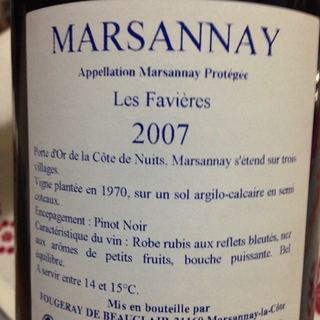 MARSANNAY
Appellation Marsannay Protégée
Les Favières
2007
Porte d'Or de la Côte de Nuits, Marsannay s'étend sur trois
villages.
Vigne plantée en 1970, sur un sol argilo-calcaire en semi
coteaux.
Encepagement : Pinot Noir
Caractéristique du vin : Robe rubis aux reflets bleutés, nez
aux arômes de petits fruits, bouche puissante. Bel
équilibre.
A servir entre 14 et 15°C.
Mis en bouteille par
FOUGERAY DE BEAUCLAIR 21160 Marsannay-la-Côte